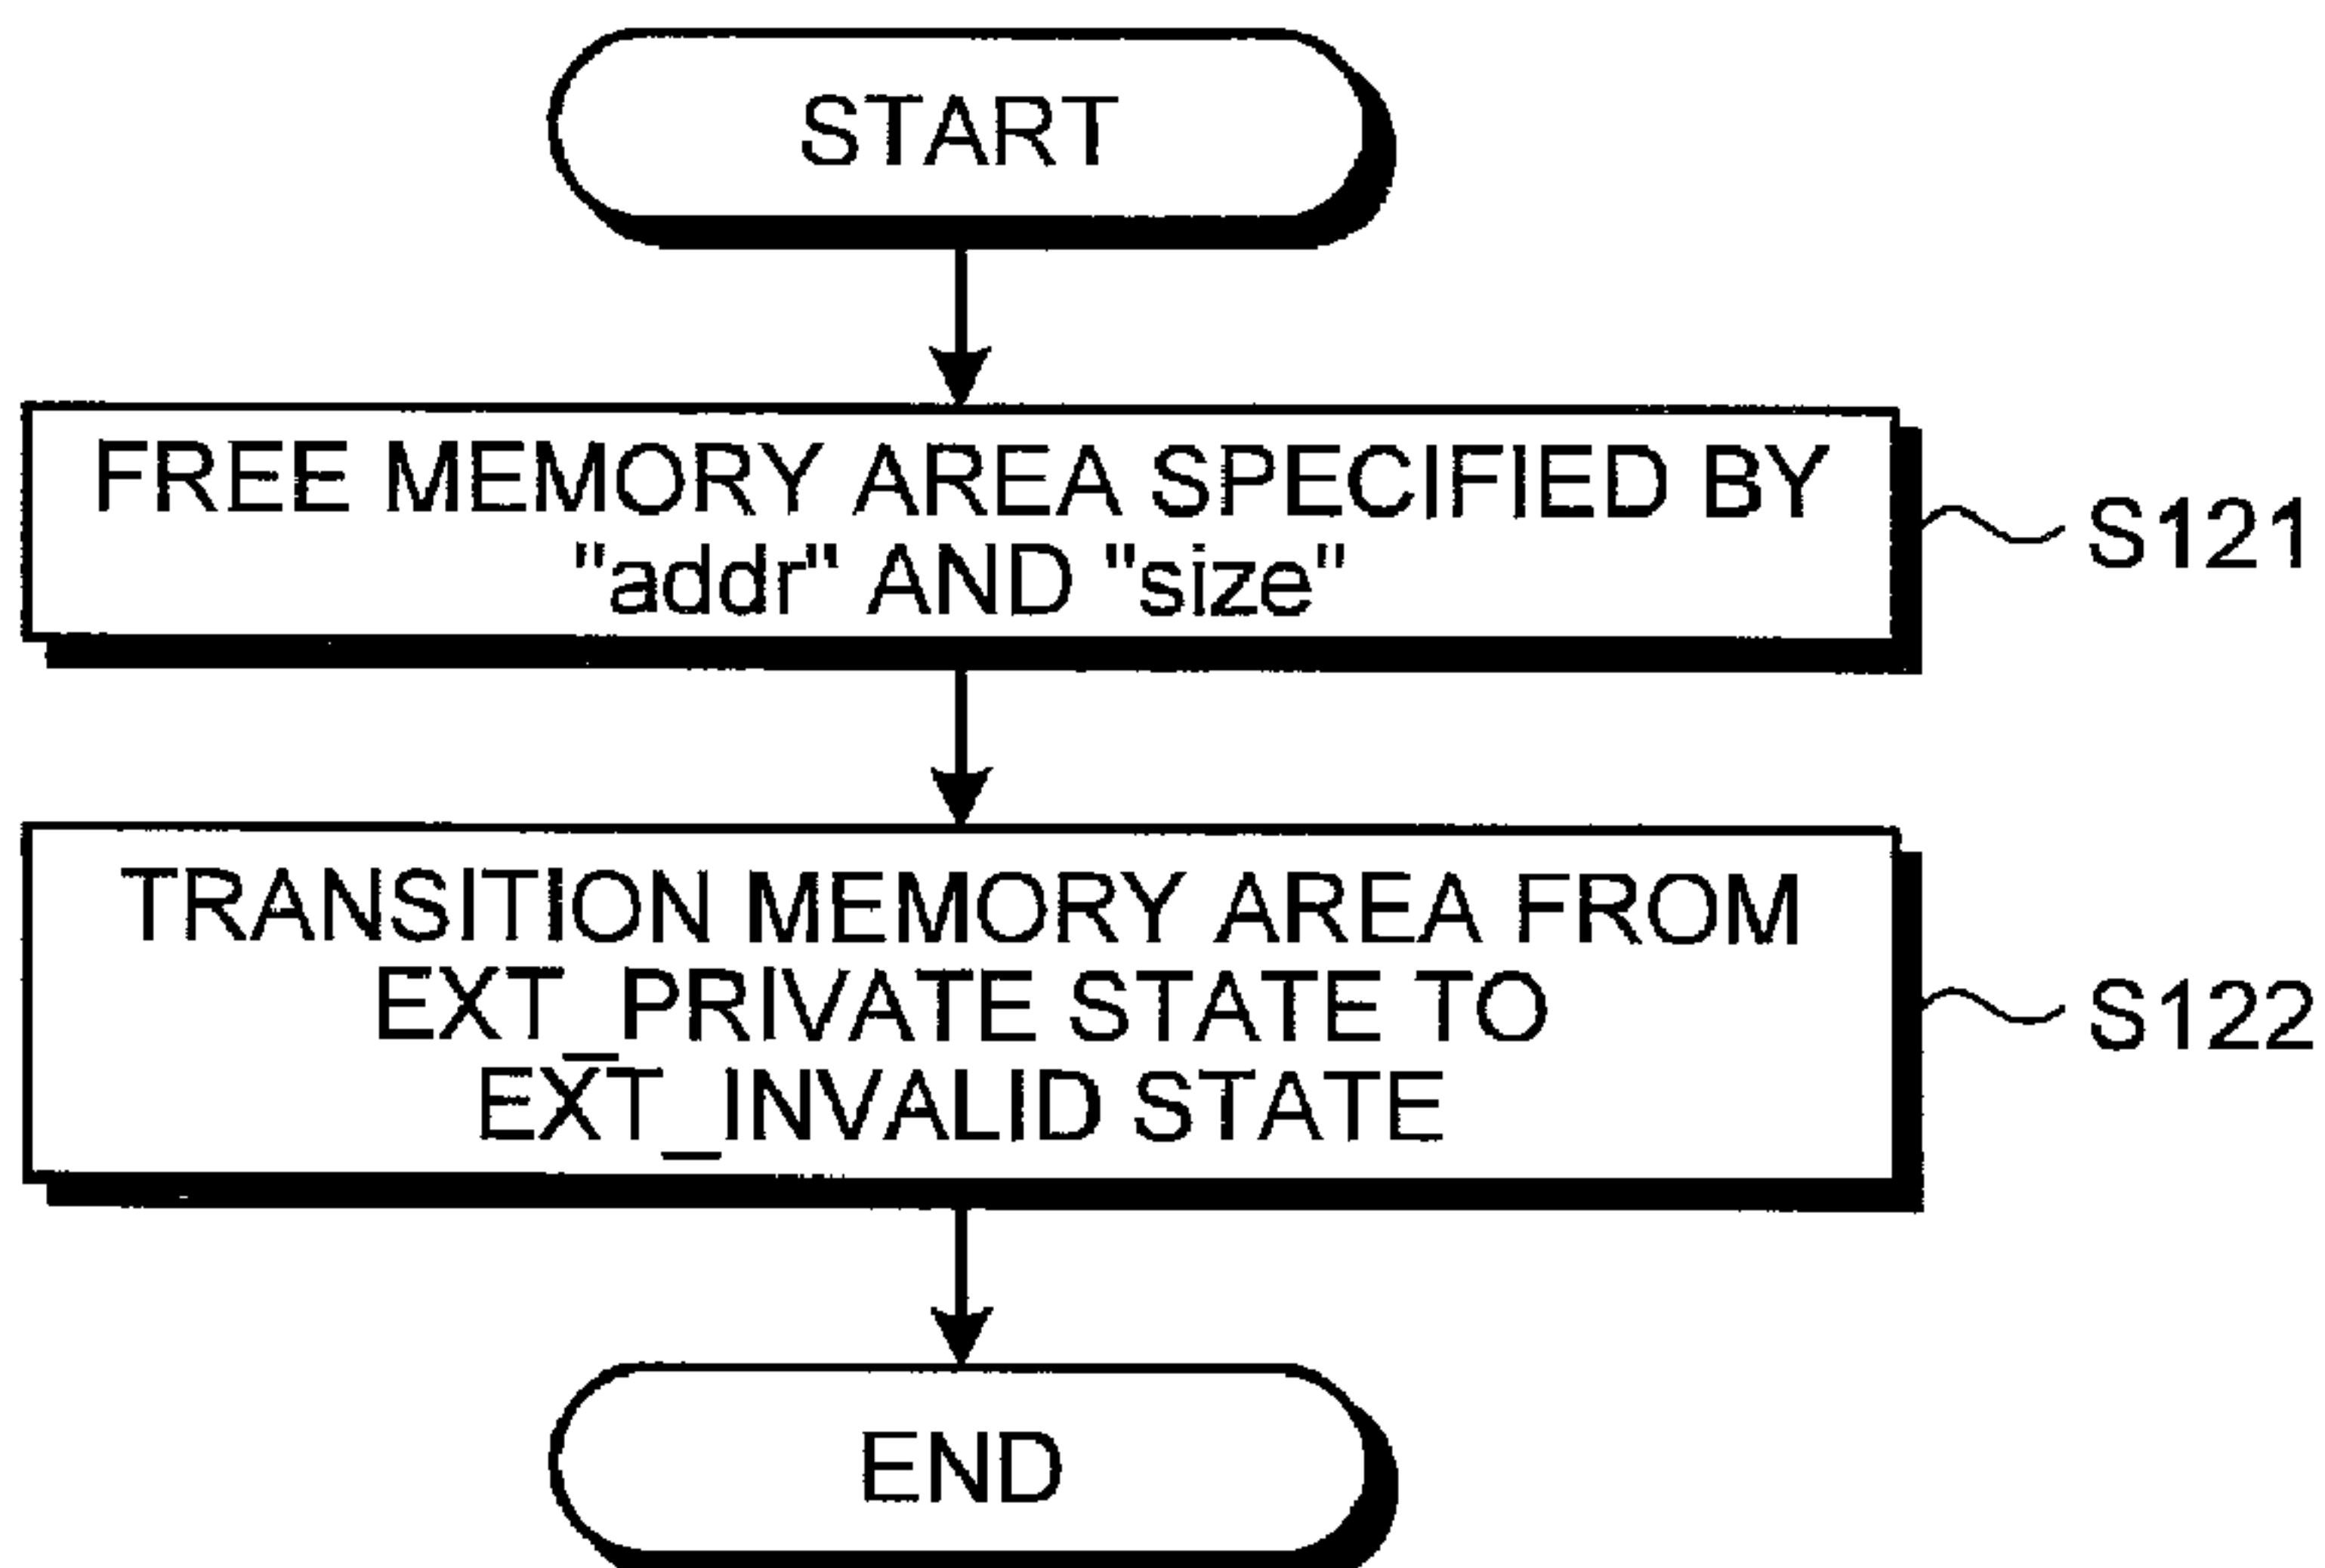 START
FREE MEMORY AREA SPECIFIED BY
"addr" AND "size"
S121
TRANSITION MEMORY AREA FROM
EXT_PRIVATE STATE TO
EXT_INVALID STATE
S122
END